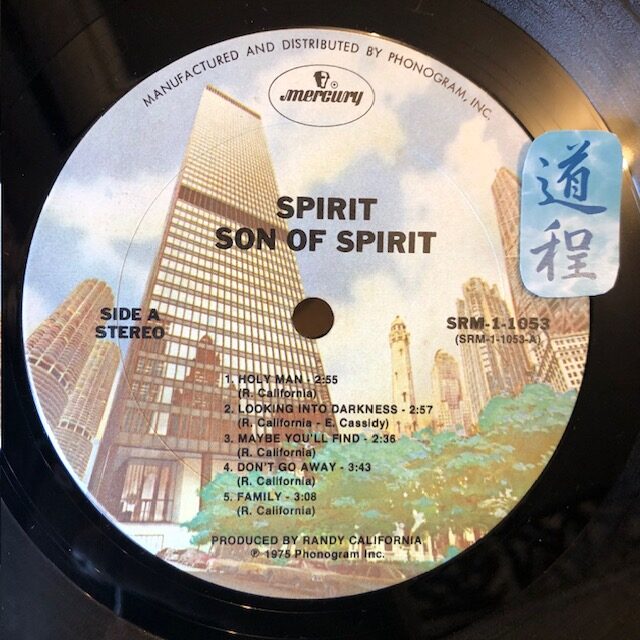 MANUFACTURED AND DISTRIBUTED BY PHONOGRAM, INC.
mercury
SPIRIT
SON OF SPIRIT
道程
SIDE A
STEREO
SRM-1-1053
(SRM-1-1053-A)
1. HOLY MAN - 2:55
(R. California)
2. LOOKING INTO DARKNESS - 2:57
(R. California - E. Cassidy)
3. MAYBE YOU'LL FIND - 2:36
(R. California)
4. DON'T GO AWAY - 3:43
(R. California)
5. FAMILY - 3:08
(R. California)
PRODUCED BY RANDY CALIFORNIA
℗ 1975 Phonogram Inc.